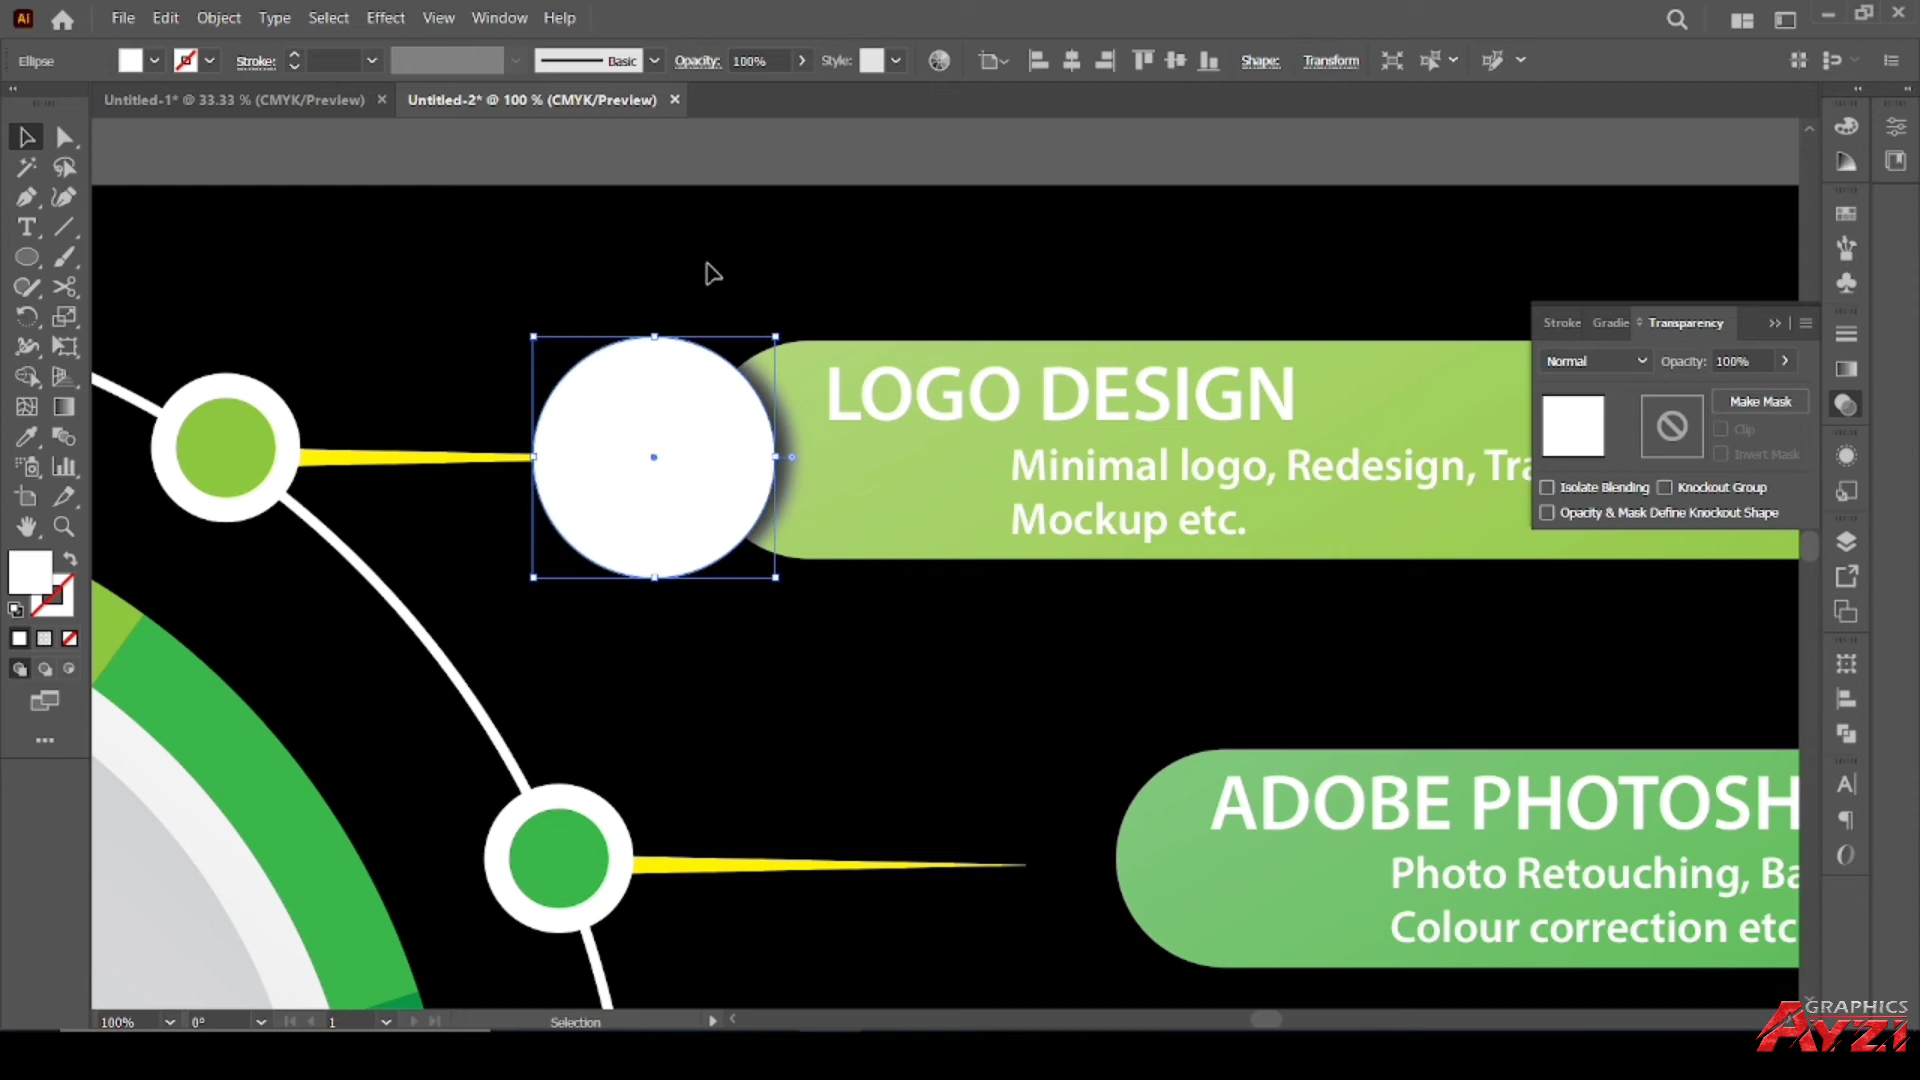 Ai File Edit Object Type Select Effect View Window Help
Ellipse Stroke: Basic Opacity: 100% Style: Shape: Transform
Untitled-1* @ 33.33 % (CMYK/Preview) × Untitled-2* @ 100 % (CMYK/Preview) ×
Stroke Gradie Transparency
Normal Opacity: 100%
Make Mask
Clip
Invert Mask
Isolate Blending Knockout Group
Opacity & Mask Define Knockout Shape
LOGO DESIGN
Minimal logo, Redesign, Tra
Mockup etc.
ADOBE PHOTOSH
Photo Retouching, Ba
Colour correction etc
100% 0° 1 Selection
GRAPHICS
AYZI